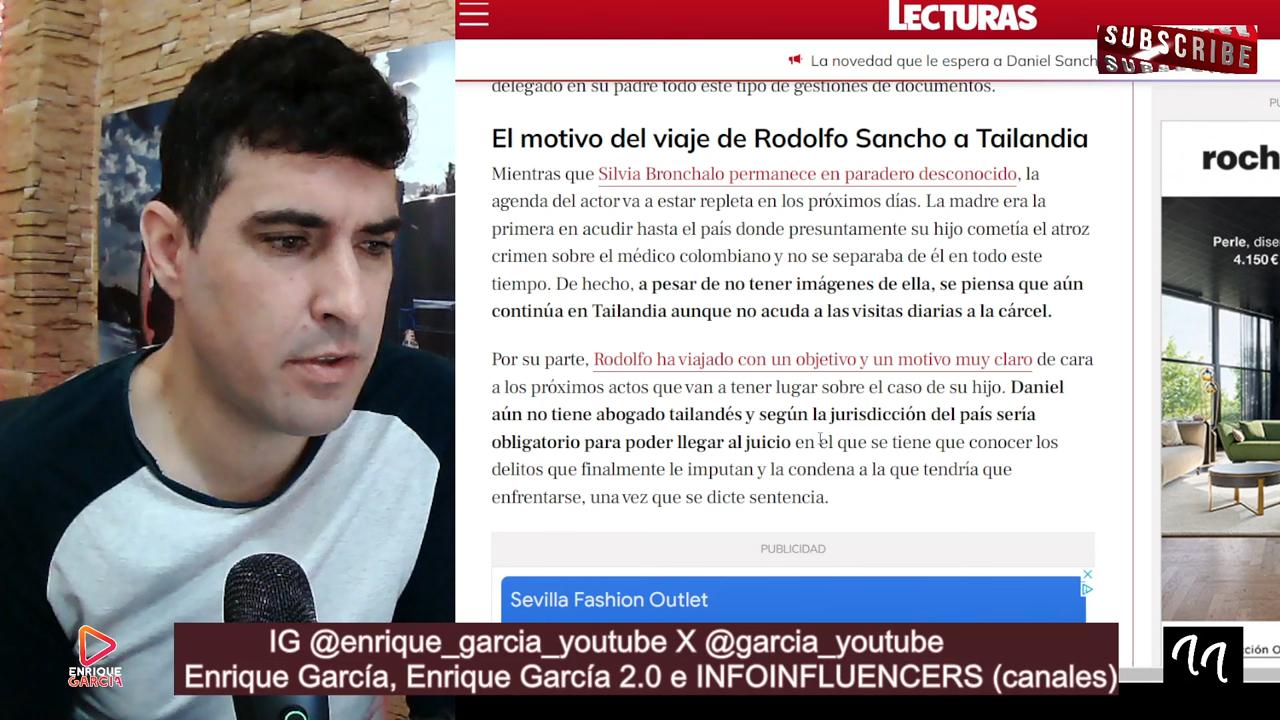 LECTURAS
SUBSCRIBE
La novedad que le espera a Daniel Sanch
delegado en su padre todo este tipo de gestiones de documentos.
El motivo del viaje de Rodolfo Sancho a Tailandia
Mientras que Silvia Bronchalo permanece en paradero desconocido, la
agenda del actor va a estar repleta en los próximos días. La madre era la
primera en acudir hasta el país donde presuntamente su hijo cometía el atroz
crimen sobre el médico colombiano y no se separaba de él en todo este
tiempo. De hecho, a pesar de no tener imágenes de ella, se piensa que aún
continúa en Tailandia aunque no acuda a las visitas diarias a la cárcel.
Por su parte, Rodolfo ha viajado con un objetivo y un motivo muy claro de cara
a los próximos actos que van a tener lugar sobre el caso de su hijo. Daniel
aún no tiene abogado tailandés y según la jurisdicción del país sería
obligatorio para poder llegar al juicio en el que se tiene que conocer los
delitos que finalmente le imputan y la condena a la que tendría que
enfrentarse, una vez que se dicte sentencia.
PUBLICIDAD
Sevilla Fashion Outlet
PU
roch
Perle, dise
4.150 €
cción O
ENRIQUE
GARCIA
IG @enrique_garcia_youtube X @garcia_youtube
Enrique García, Enrique García 2.0 e INFOINFLUENCERS (canales)